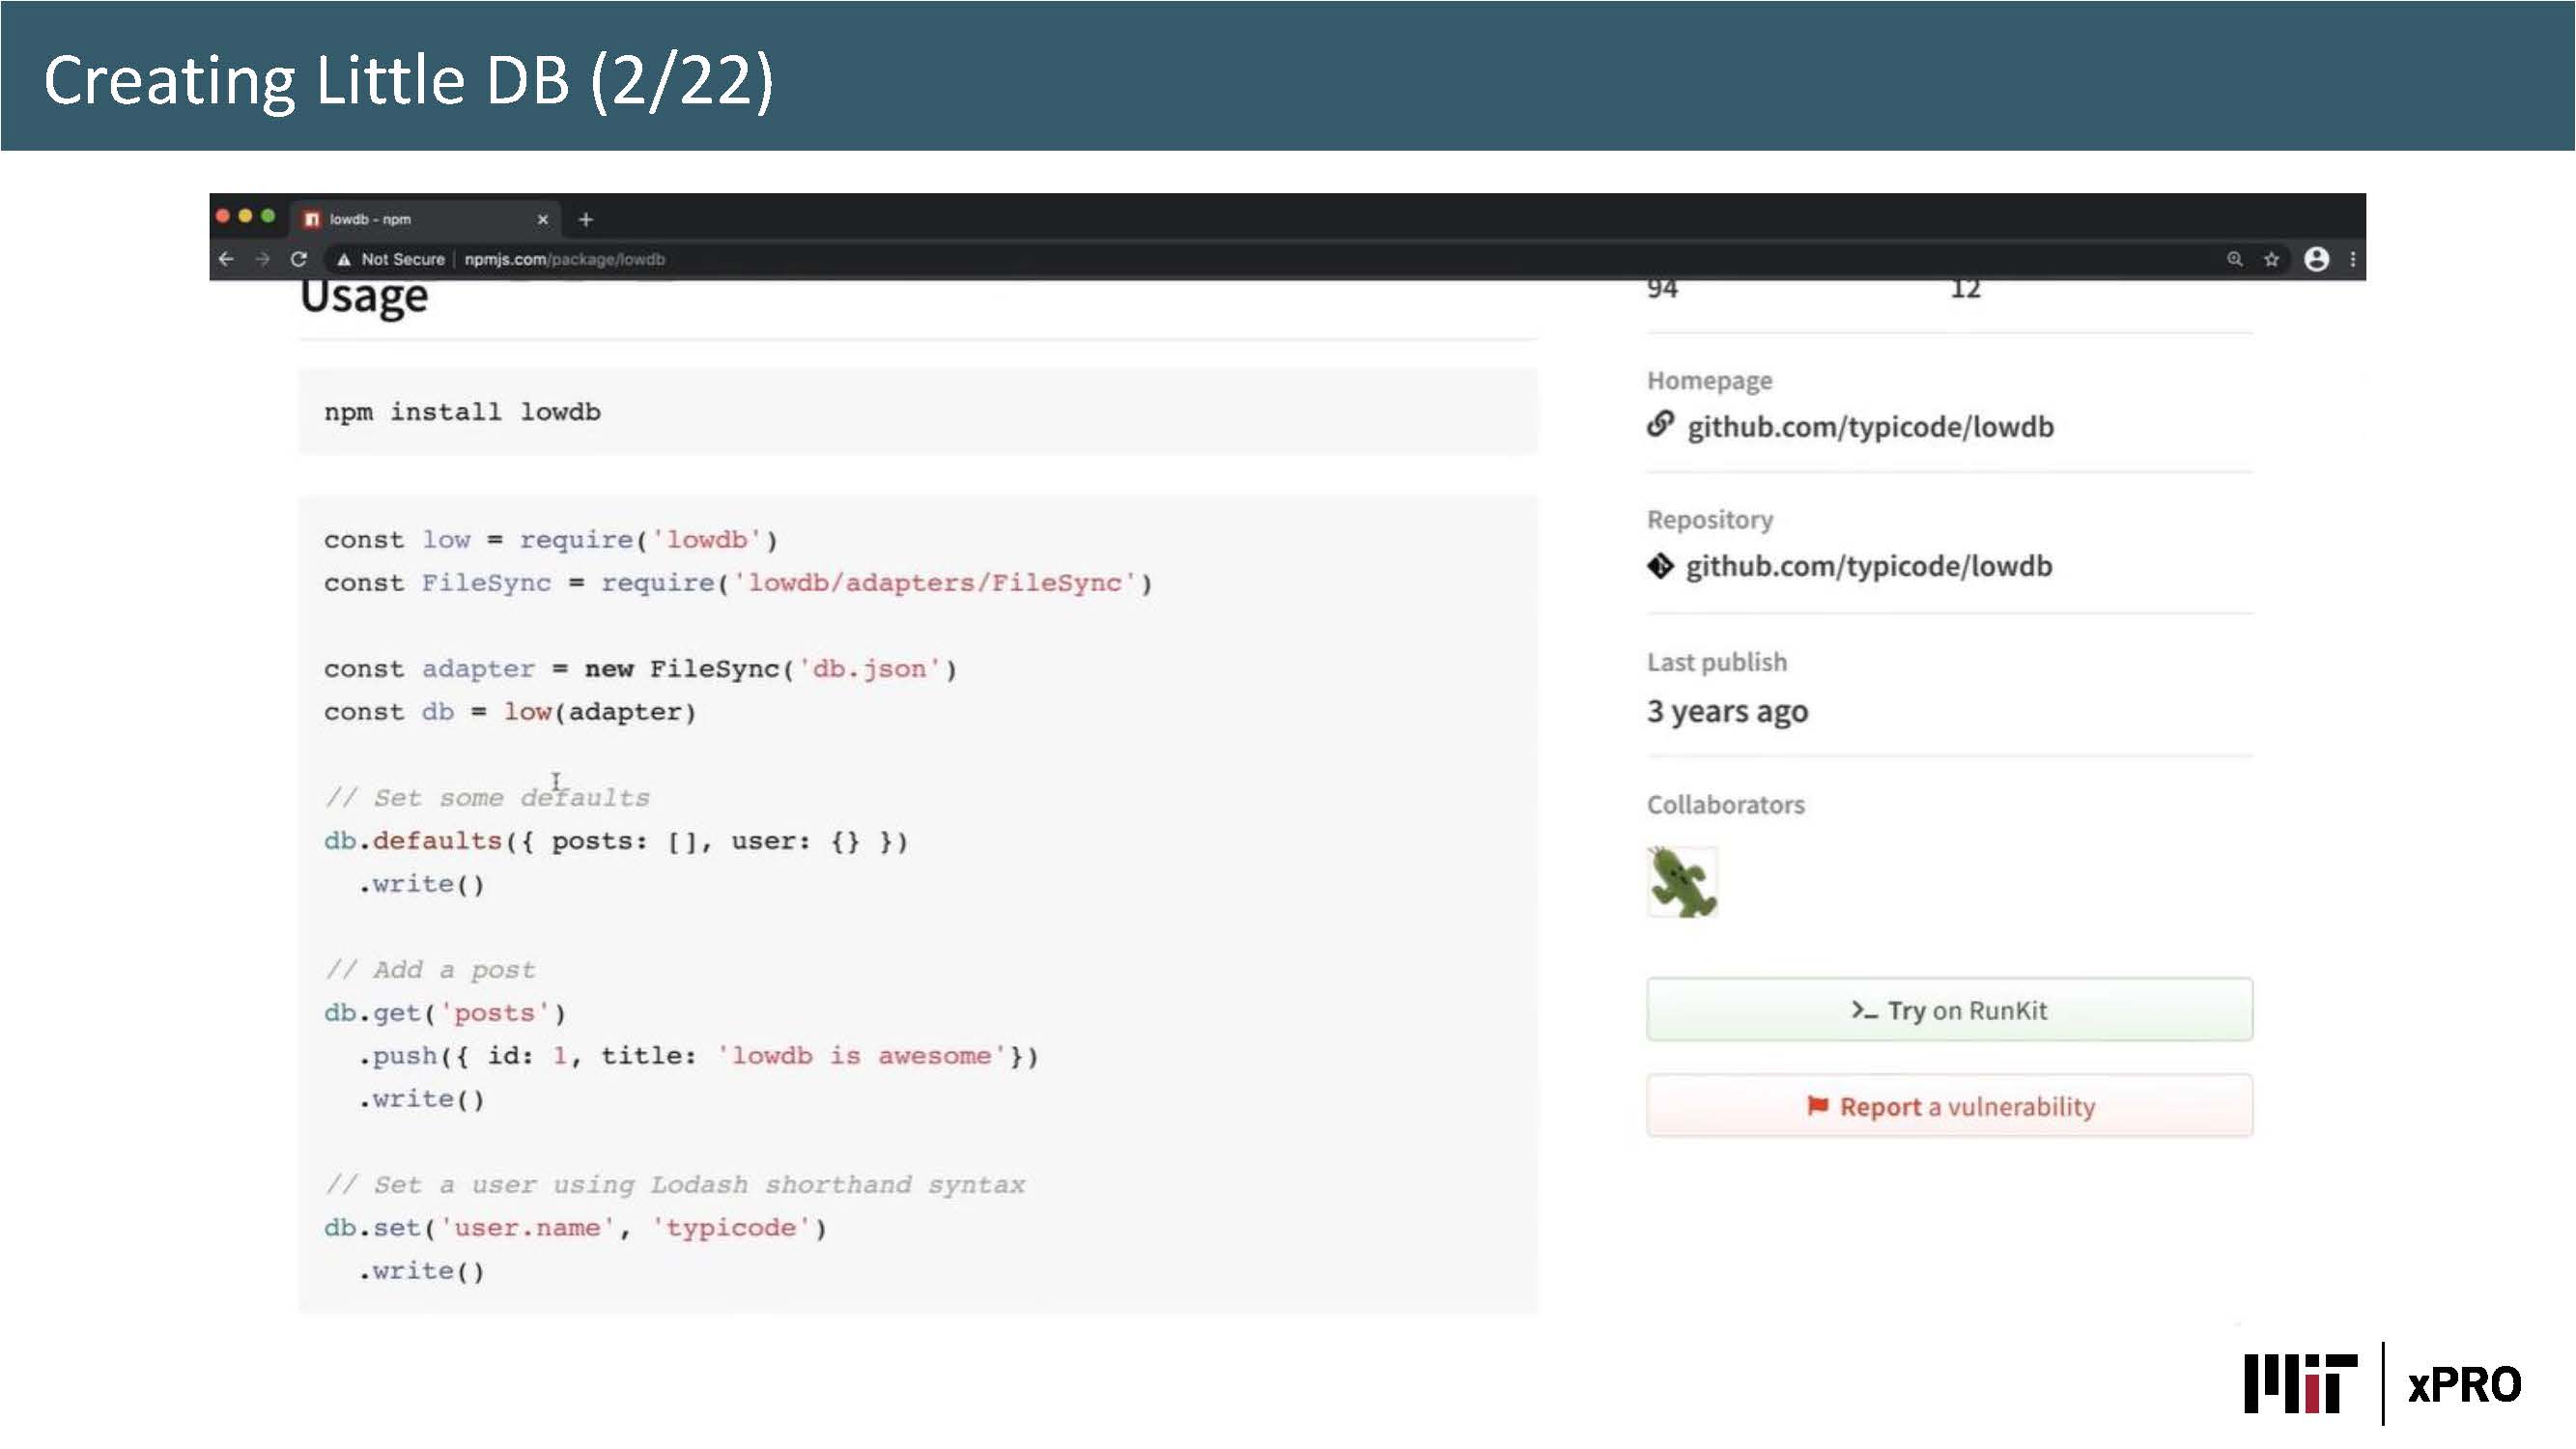 Creating Little DB (2/22)
lowdb - npm
Not Secure | npmjs.com/package/lowdb
Usage
npm install lowdb
const low = require('lowdb')
const FileSync = require('lowdb/adapters/FileSync')
const adapter = new FileSync('db.json')
const db = low(adapter)
// Set some defaults
db.defaults({ posts: [], user: {} })
.write()
// Add a post
db.get('posts')
.push({ id: 1, title: 'lowdb is awesome'})
.write()
// Set a user using Lodash shorthand syntax
db.set('user.name', 'typicode')
.write()
94 12
Homepage
github.com/typicode/lowdb
Repository
github.com/typicode/lowdb
Last publish
3 years ago
Collaborators
Try on RunKit
Report a vulnerability
MIT xPRO